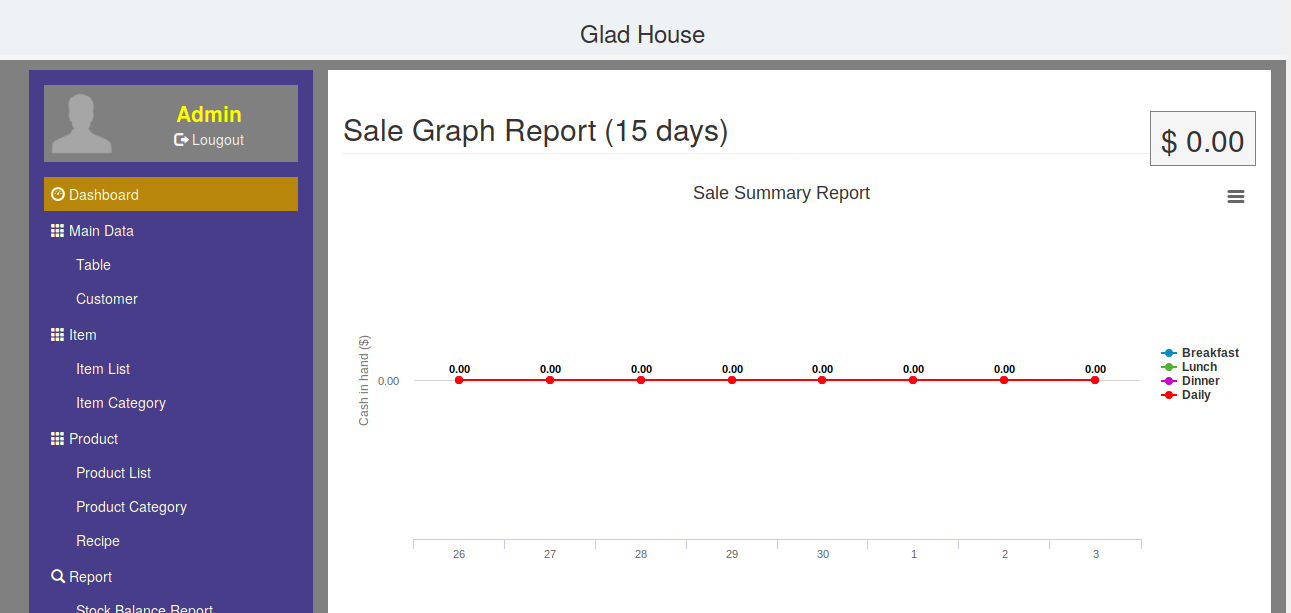 Glad House
Admin
Lougout
Dashboard
Main Data
Table
Customer
Item
Item List
Item Category
Product
Product List
Product Category
Recipe
Report
Stock Balance Report
Sale Graph Report (15 days)
$ 0.00
Sale Summary Report
Cash in hand ($)
0.00
0.00 0.00 0.00 0.00 0.00 0.00 0.00 0.00
Breakfast
Lunch
Dinner
Daily
26 27 28 29 30 1 2 3